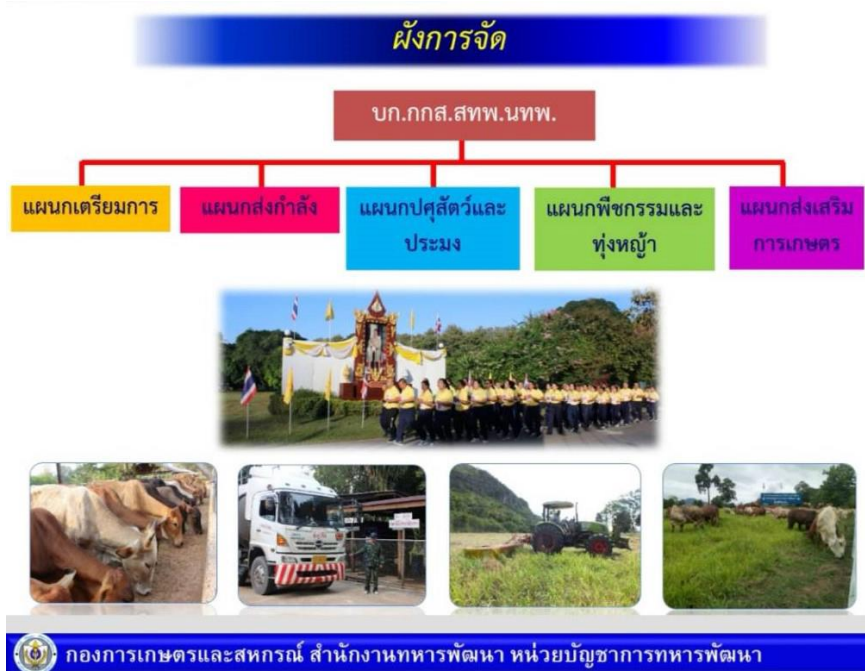 ผังการจัด
บก.กกส.สทพ.นทพ.
แผนกเตรียมการ
แผนกส่งกำลัง
แผนกปศุสัตว์และ
ประมง
แผนกพืชกรรมและ
ทุ่งหญ้า
แผนกส่งเสริม
การเกษตร
กองการเกษตรและสหกรณ์ สำนักงานทหารพัฒนา หน่วยบัญชาการทหารพัฒนา